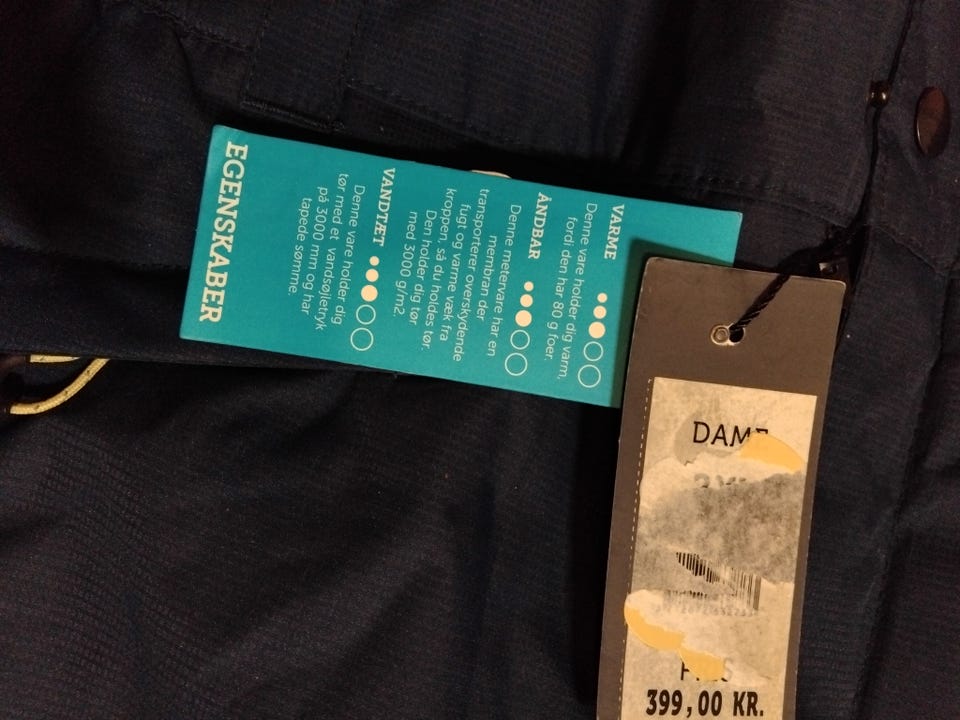 EGENSKABER
VANDTÆT
Denne vare holder dig
tør med et vandsøjletryk
på 3000 mm og har
tapede sømme.
ÅNDBAR
Denne metervare har en
membran der
transporterer overskydende
fugt og varme væk fra
kroppen, så du holdes tør.
Den holder dig tør
med 3000 g/m2.
VARME
Denne vare holder dig varm,
fordi den har 80 g foer.
DAME
399,00 KR.